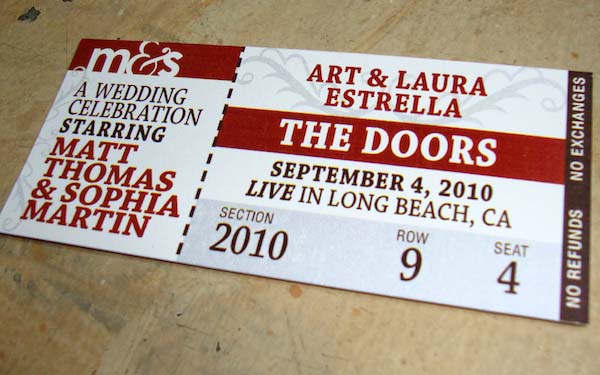 m&s
A WEDDING
CELEBRATION
STARRING
MATT
THOMAS
& SOPHIA
MARTIN
ART & LAURA
ESTRELLA
THE DOORS
SEPTEMBER 4, 2010
LIVE IN LONG BEACH, CA
SECTION
2010
ROW
9
SEAT
4
NO REFUNDS NO EXCHANGES